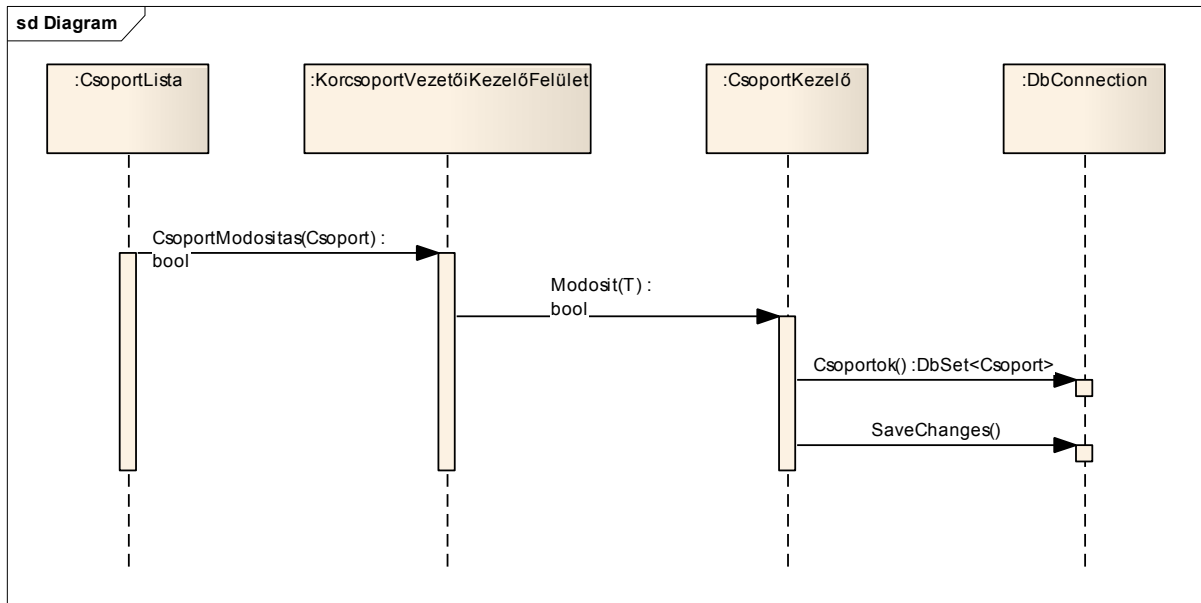 sd Diagram
:CsoportLista
:KorcsoportVezetőiKezelőFelület
:CsoportKezelő
:DbConnection
CsoportModositas(Csoport) :
bool
Modosit(T) :
bool
Csoportok() :DbSet<Csoport>
SaveChanges()